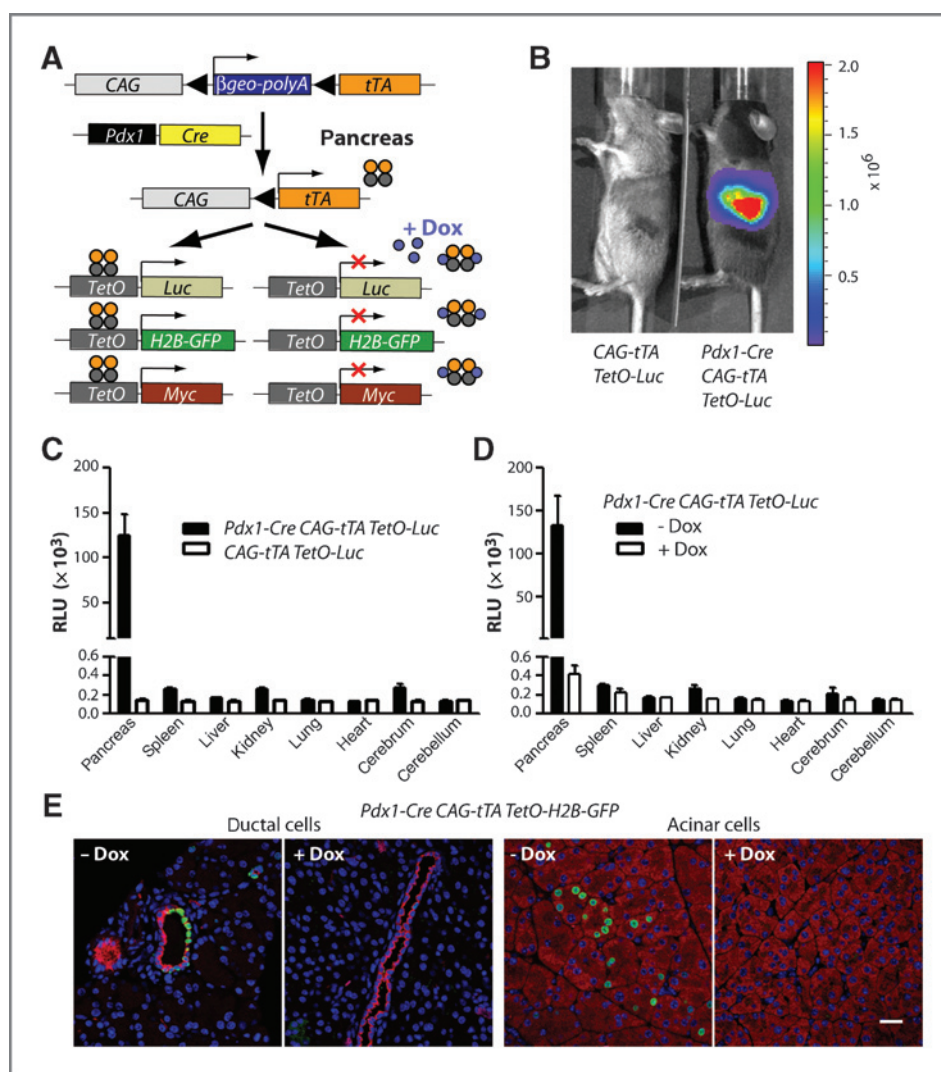 A
CAG
βgeo-polyA
tTA
Pdx1
Cre
Pancreas
CAG
tTA
+ Dox
TetO
Luc
TetO
Luc
TetO
H2B-GFP
TetO
H2B-GFP
TetO
Myc
TetO
Myc
B
2.0
1.5
1.0
0.5
x 10⁶
CAG-tTA
TetO-Luc
Pdx1-Cre
CAG-tTA
TetO-Luc
C
RLU (×10³)
200
150
100
50
0.6
0.4
0.2
0.0
Pdx1-Cre CAG-tTA TetO-Luc
CAG-tTA TetO-Luc
Pancreas
Spleen
Liver
Kidney
Lung
Heart
Cerebrum
Cerebellum
D
RLU (×10³)
200
150
100
50
0.6
0.4
0.2
0.0
Pdx1-Cre CAG-tTA TetO-Luc
- Dox
+ Dox
Pancreas
Spleen
Liver
Kidney
Lung
Heart
Cerebrum
Cerebellum
E
Pdx1-Cre CAG-tTA TetO-H2B-GFP
Ductal cells
Acinar cells
– Dox
+ Dox
- Dox
+ Dox